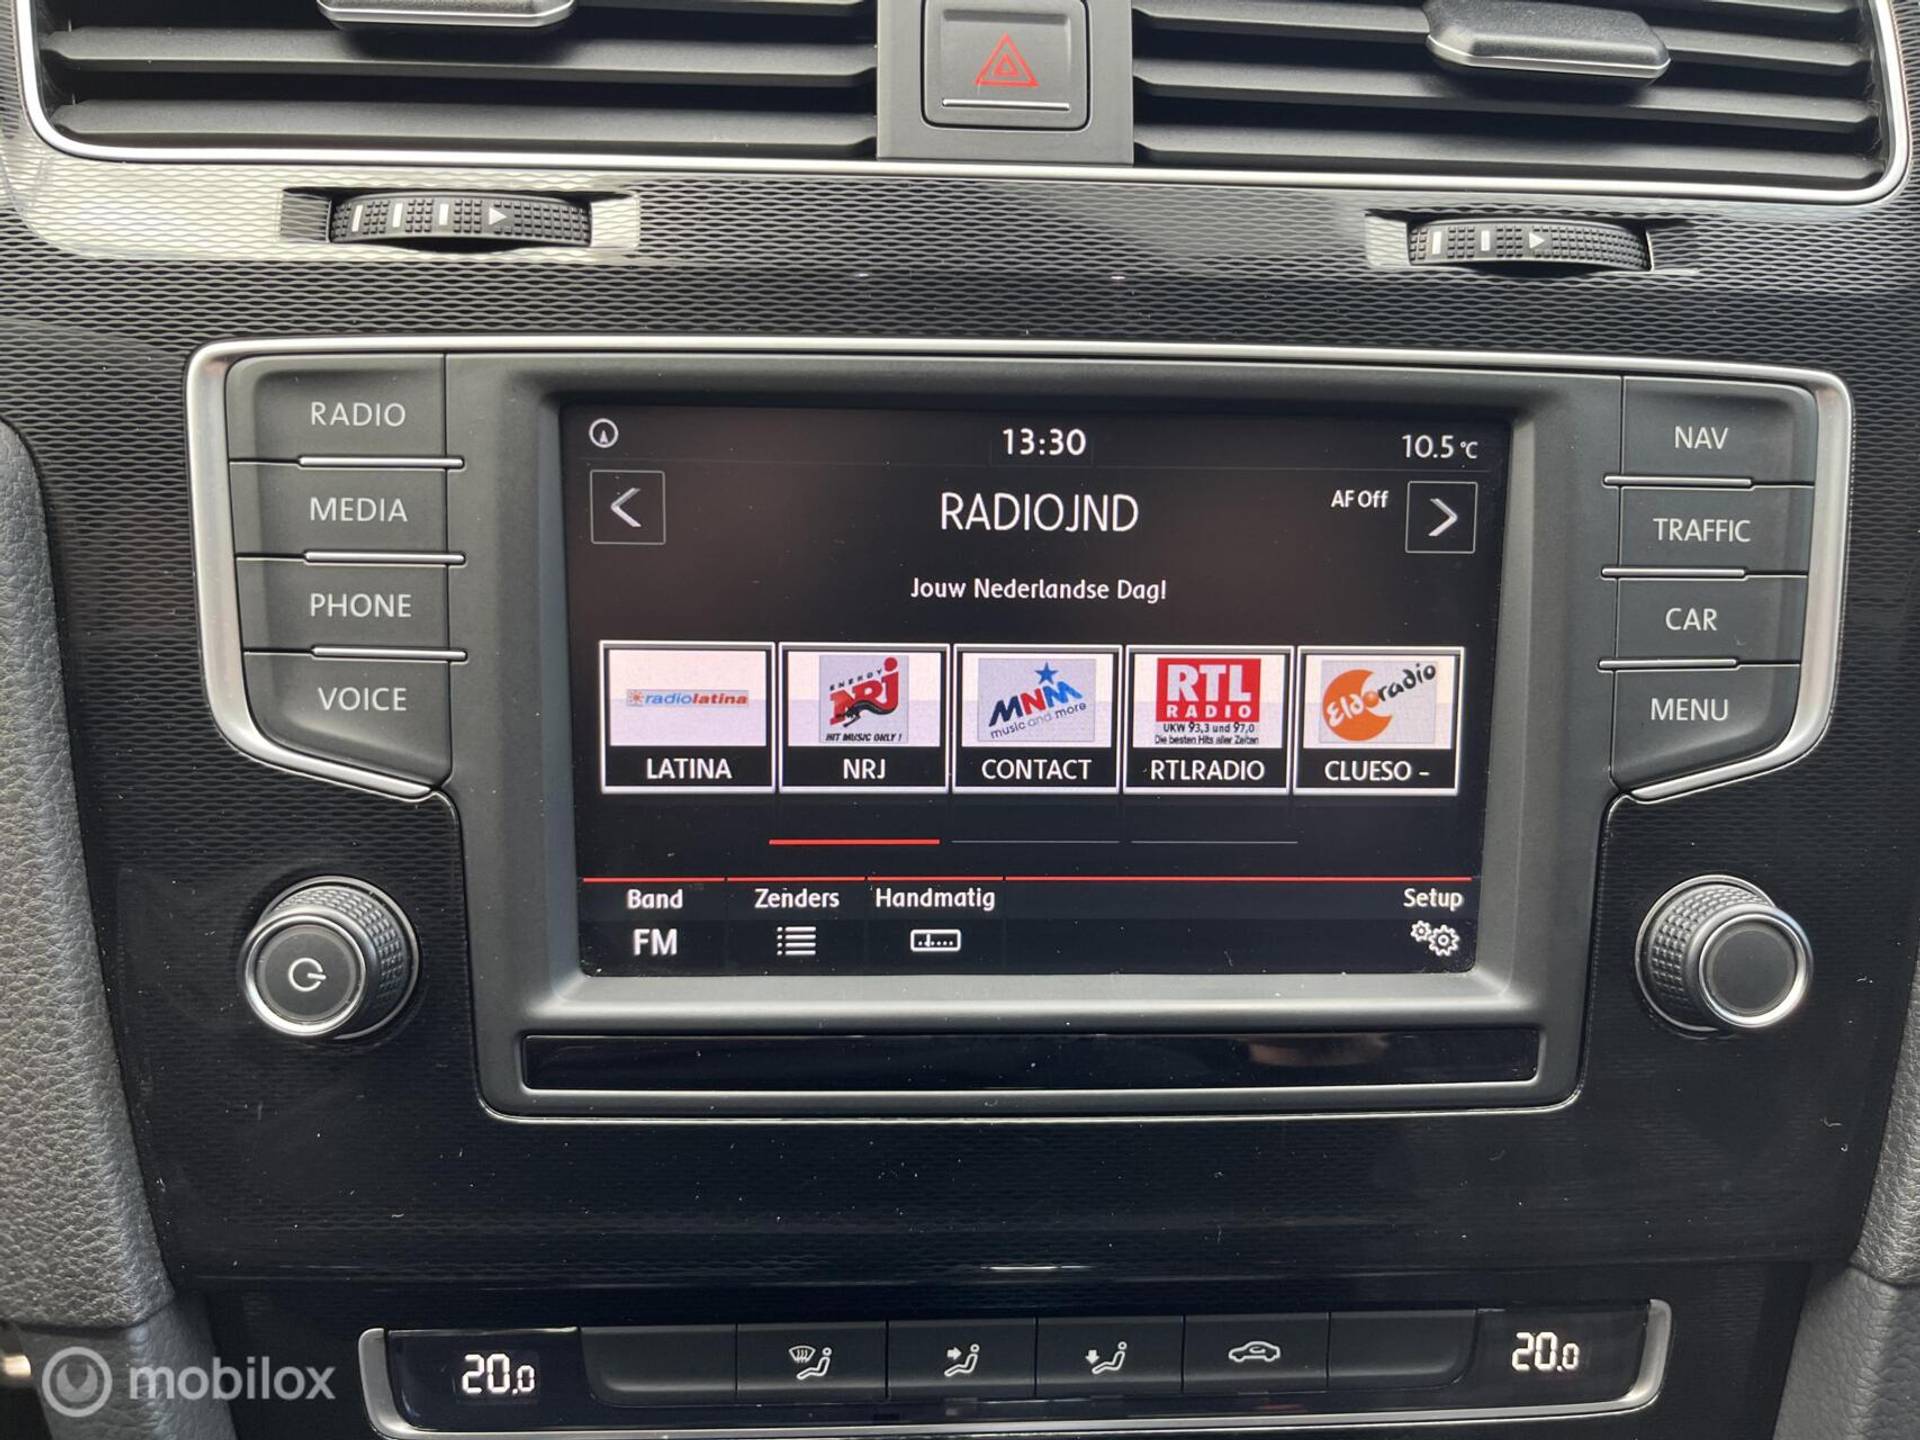 RADIO
MEDIA
PHONE
VOICE
NAV
TRAFFIC
CAR
MENU
13:30
10.5 °C
RADIOJND
AF Off
Jouw Nederlandse Dag!
radiolatina
LATINA
ENERGY
NRJ
HIT MUSIC ONLY !
NRJ
MNM
music and more
CONTACT
RTL
RADIO
UKW 93,3 und 97,0
Die besten Hits aller Zeiten
RTLRADIO
Eldoradio
CLUESO -
Band
Zenders
Handmatig
Setup
FM
20.0
20.0
mobilox